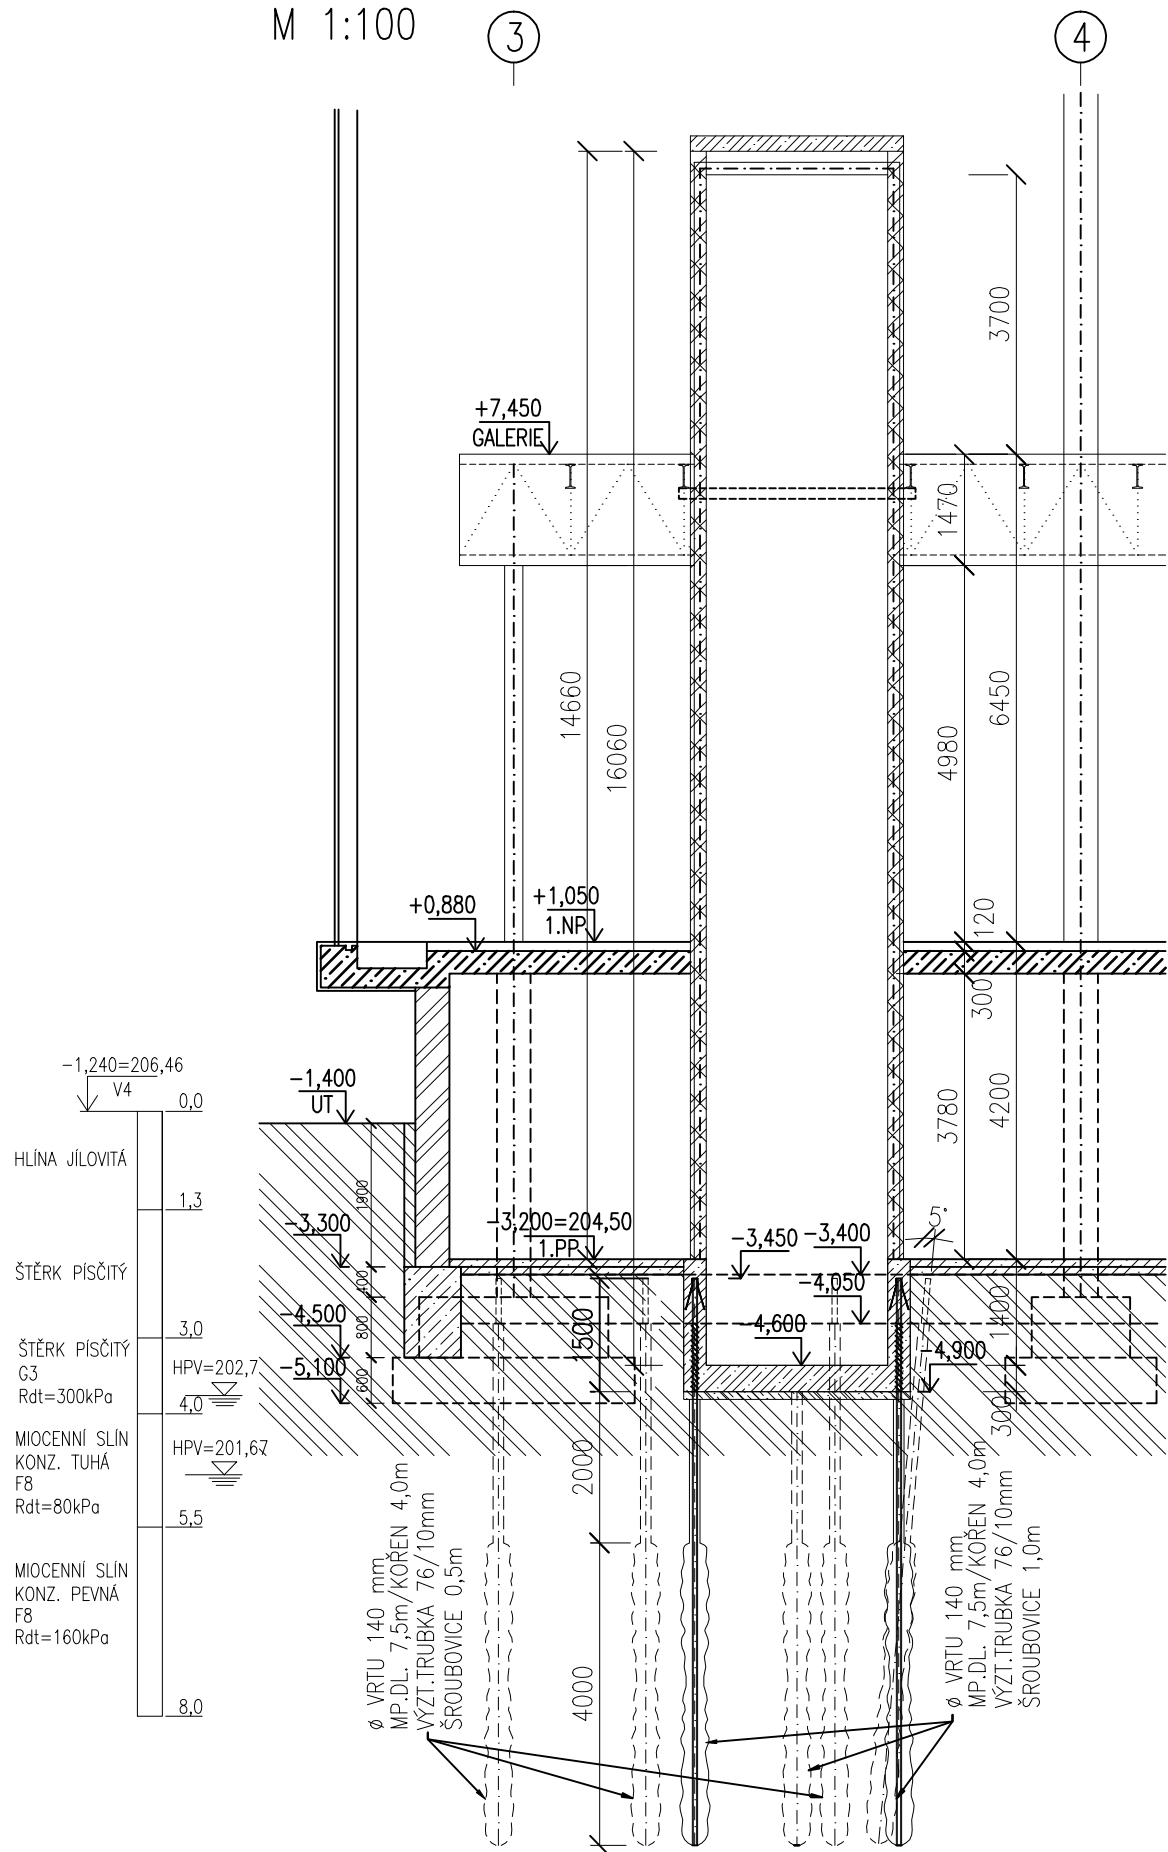 M 1:100
3
4
3700
+7,450
GALERIE
1470
14660
16060
6450
4980
+0,880
+1,050
1.NP
120
300
-1,240=206,46
V4
0,0
-1,400
UT
3780
4200
HLÍNA JÍLOVITÁ
1,3
1900
-3,300
-3,200=204,50
1.PP
-3,450
-3,400
5°
ŠTĚRK PÍSČITÝ
400
-4,050
-4,500
800
1500
-4,600
1400
3,0
ŠTĚRK PÍSČITÝ
G3
Rdt=300kPa
HPV=202,7
-5,100
600
-4,900
300
4,0
MIOCENNÍ SLÍN
KONZ. TUHÁ
F8
Rdt=80kPa
HPV=201,67
2000
5,5
MIOCENNÍ SLÍN
KONZ. PEVNÁ
F8
Rdt=160kPa
8,0
4000
ø VRTU 140 mm
MP.DL. 7,5m/KOŘEN 4,0m
VÝZT.TRUBKA 76/10mm
ŠROUBOVICE 0,5m
ø VRTU 140 mm
MP.DL. 7,5m/KOŘEN 4,0m
VÝZT.TRUBKA 76/10mm
ŠROUBOVICE 1,0m